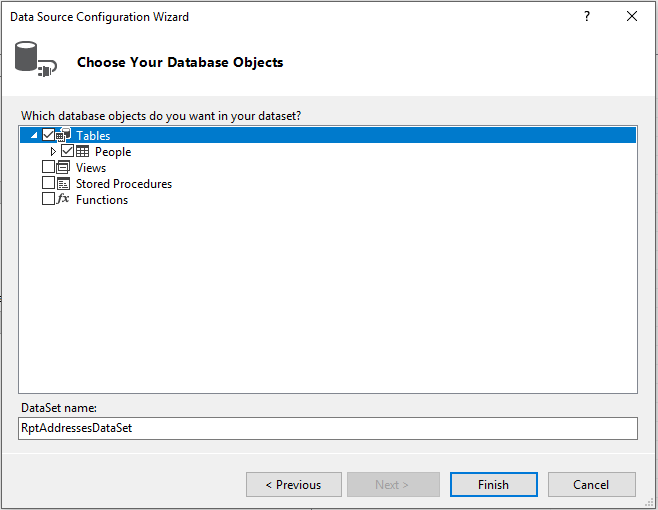 Data Source Configuration Wizard
?
Choose Your Database Objects
Which database objects do you want in your dataset?
Tables
People
Views
Stored Procedures
fx Functions
DataSet name:
RptAddressesDataSet
< Previous
Next >
Finish
Cancel